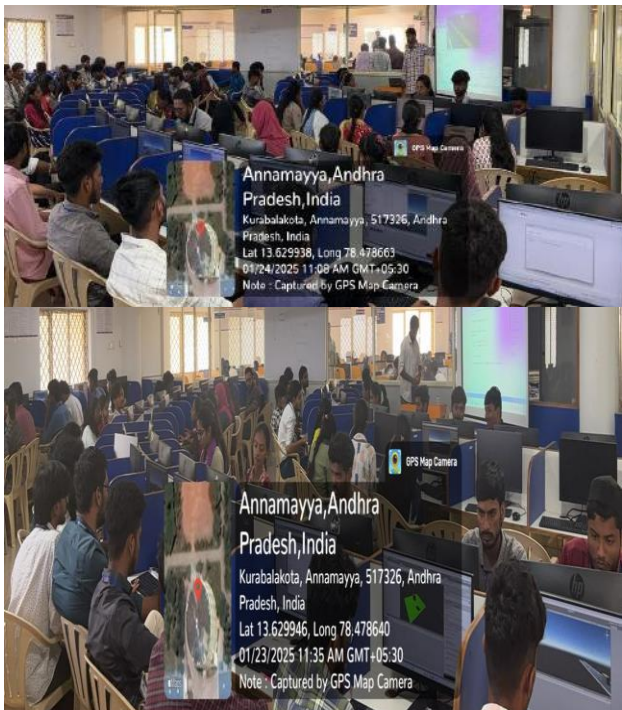 GPS Map Camera
Annamayya,Andhra
Pradesh,India
Kurabalakota, Annamayya, 517326, Andhra
Pradesh, India
Lat 13.629938, Long 78.478663
01/24/2025 11:08 AM GMT+05:30
Note : Captured by GPS Map Camera
GPS Map Camera
Annamayya,Andhra
Pradesh,India
Kurabalakota, Annamayya, 517326, Andhra
Pradesh, India
Lat 13.629946, Long 78.478640
01/23/2025 11:35 AM GMT+05:30
Note : Captured by GPS Map Camera
hp